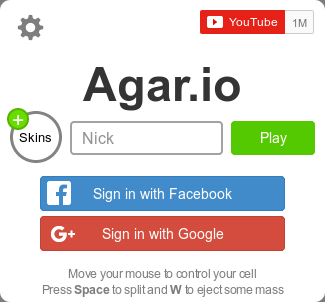 YouTube 1M
Agar.io
+
Skins Nick Play
Sign in with Facebook
G+ Sign in with Google
Move your mouse to control your cell
Press Space to split and W to eject some mass